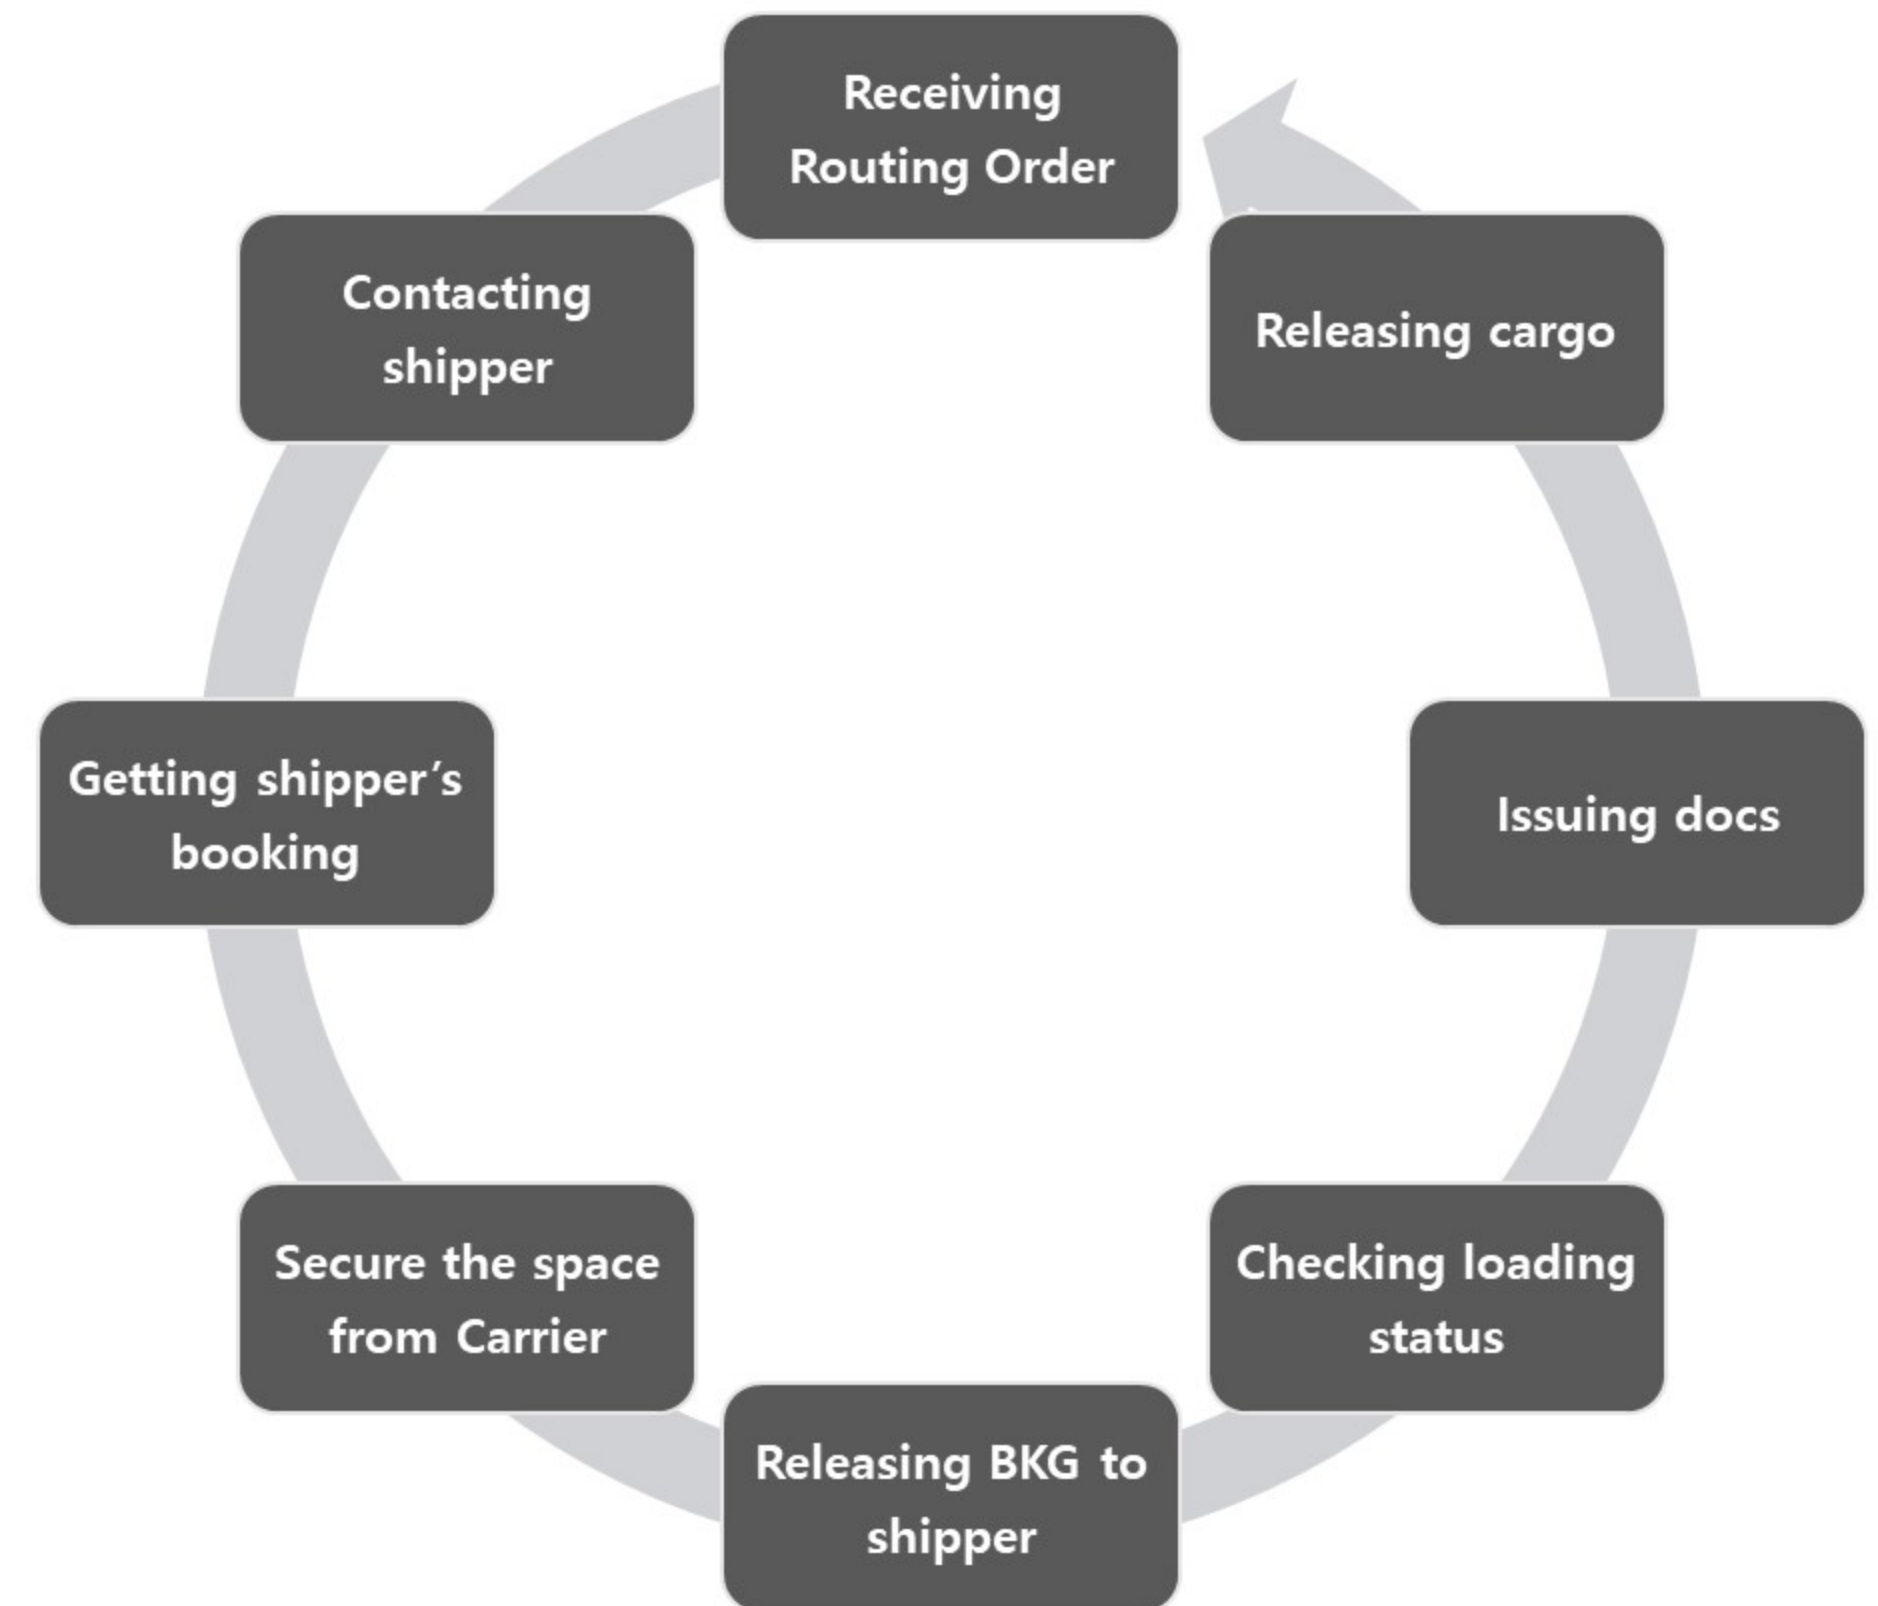 Receiving
Routing Order
Contacting
shipper
Getting shipper’s
booking
Secure the space
from Carrier
Releasing BKG to
shipper
Checking loading
status
Issuing docs
Releasing cargo